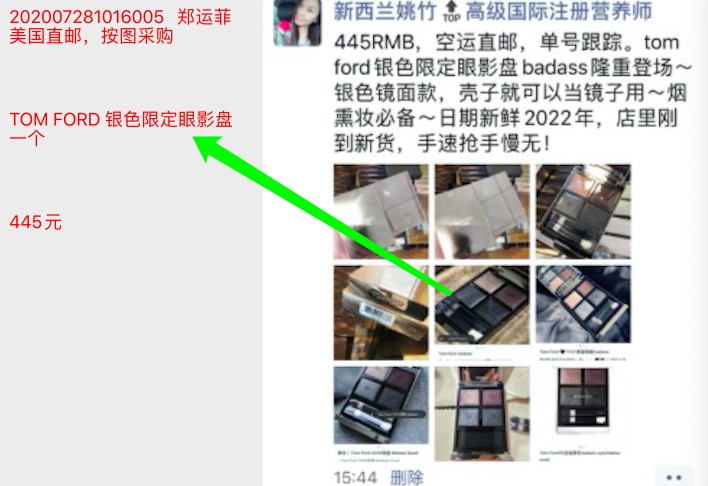 202007281016005 郑运菲
美国直邮，按图采购
TOM FORD 银色限定眼影盘
一个
445元
新西兰姚竹TOP高级国际注册营养师
445RMB，空运直邮，单号跟踪。tom
ford银色限定眼影盘badass隆重登场～
银色镜面款，壳子就可以当镜子用～烟
熏妆必备～日期新鲜2022年，店里刚
到新货，手速抢手慢无！
15:44 删除